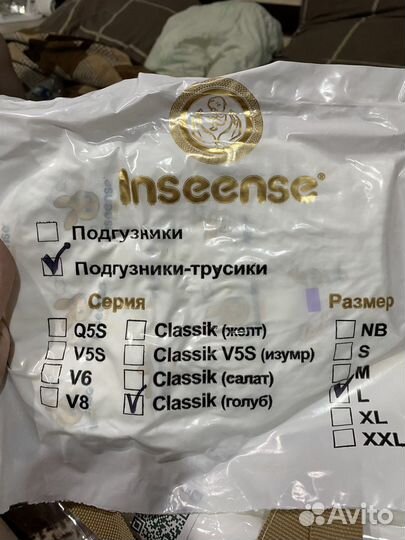 Inseense®
Подгузники
Подгузники-трусики
Серия
Размер
Q5S
Classik (желт)
NB
V5S
Classik V5S (изумр)
S
V6
Classik (салат)
M
V8
Classik (голуб)
L
XL
XXL
Avito